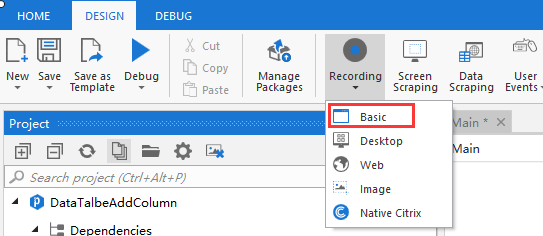 HOME DESIGN DEBUG
New Save Save as Template Debug Cut Copy Paste Manage Packages Recording Screen Scraping Data Scraping User Events
Basic
Desktop
Web
Image
Native Citrix
Project
Search project (Ctrl+Alt+P)
DataTalbeAddColumn
Dependencies
Main *
Main